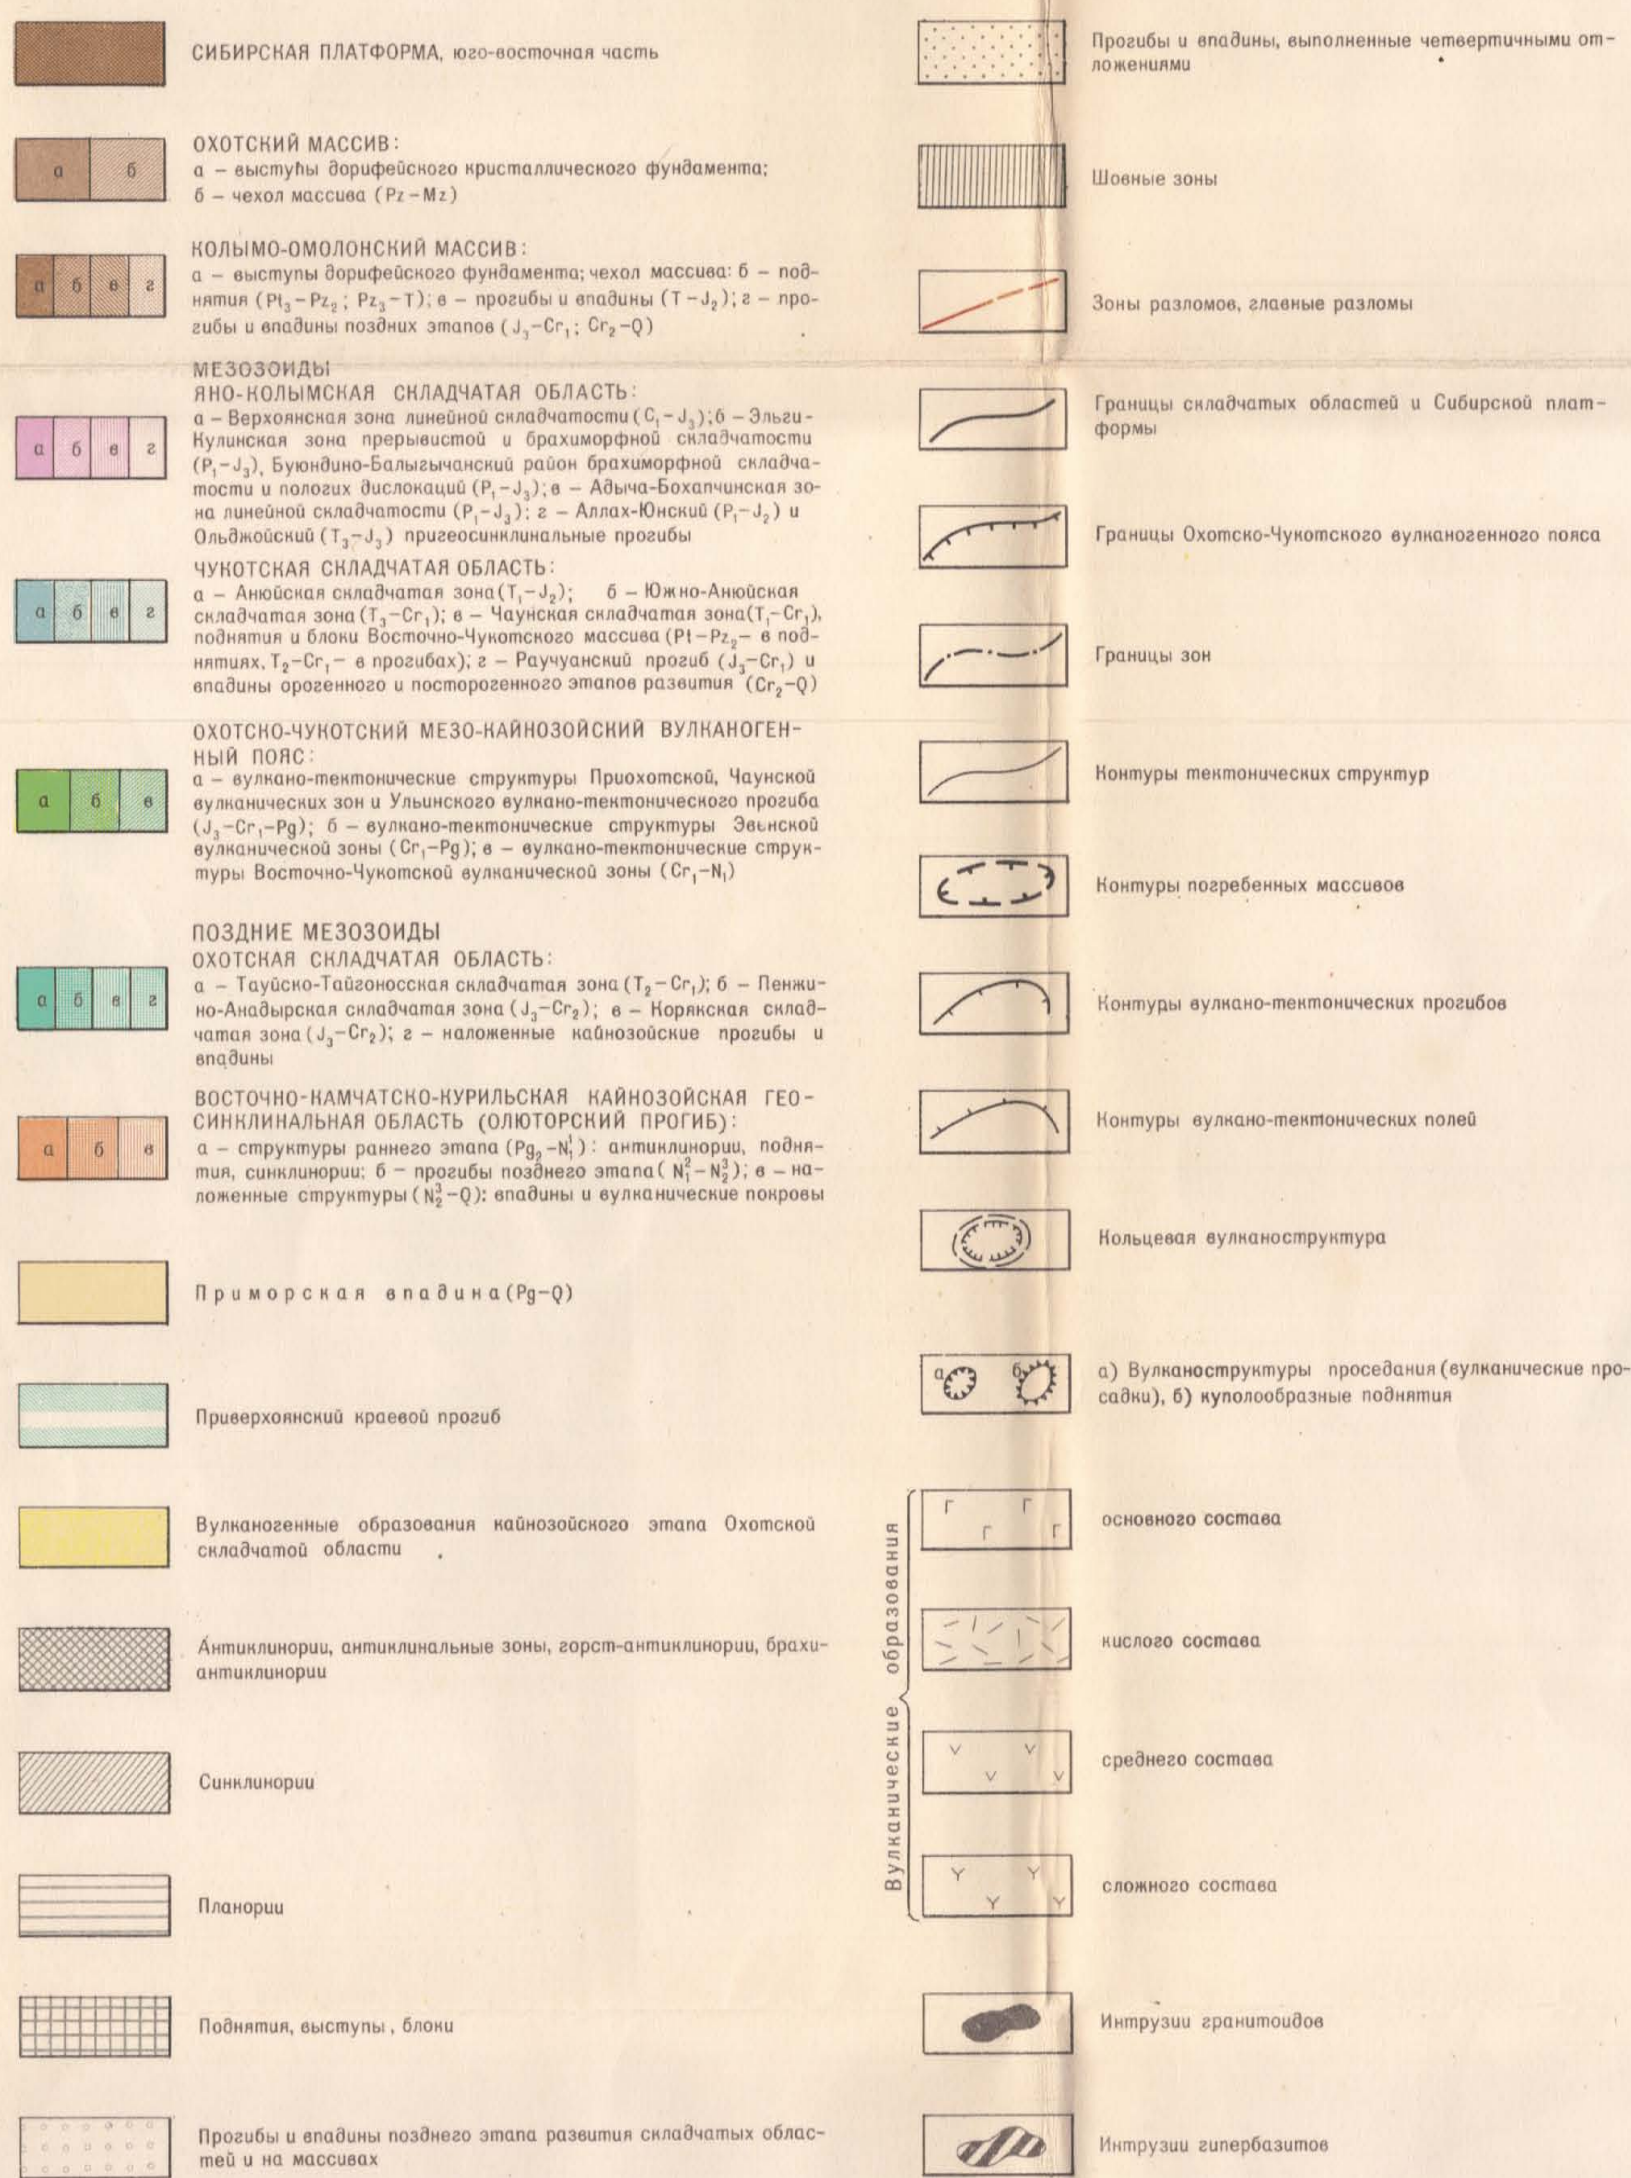 СИБИРСКАЯ ПЛАТФОРМА, юго-восточная часть
а
б
ОХОТСКИЙ МАССИВ:
а – выступы дорифейского кристаллического фундамента;
б – чехол массива (Pz–Mz)
а
б
в
г
КОЛЫМО-ОМОЛОНСКИЙ МАССИВ:
а – выступы дорифейского фундамента; чехол массива: б – под-
нятия (Pt₃–Pz₂; Pz₃–T); в – прогибы и впадины (T–J₂); г – про-
гибы и впадины поздних этапов (J₃–Cr₁; Cr₂–Q)
МЕЗОЗОИДЫ
ЯНО-КОЛЫМСКАЯ СКЛАДЧАТАЯ ОБЛАСТЬ:
а
б
в
г
а – Верхоянская зона линейной складчатости (C₁–J₃); б – Эльги-
Кулинская зона прерывистой и брахиморфной складчатости
(P₁–J₃), Буюндино-Балыгычанский район брахиморфной складча-
тости и пологих дислокаций (P₁–J₃); в – Адыча-Бохапчинская зо-
на линейной складчатости (P₁–J₃); г – Аллах-Юнский (P₁–J₂) и
Ольджойский (T₃–J₃) пригеосинклинальные прогибы
ЧУКОТСКАЯ СКЛАДЧАТАЯ ОБЛАСТЬ:
а
б
в
г
а – Анюйская складчатая зона (T₁–J₂); б – Южно-Анюйская
складчатая зона (T₃–Cr₁); в – Чаунская складчатая зона (T₁–Cr₁),
поднятия и блоки Восточно-Чукотского массива (Pt–Pz₂– в под-
нятиях, T₂–Cr₁– в прогибах); г – Раучуанский прогиб (J₃–Cr₁) и
впадины орогенного и посторогенного этапов развития (Cr₂–Q)
ОХОТСКО-ЧУКОТСКИЙ МЕЗО-КАЙНОЗОЙСКИЙ ВУЛКАНОГЕН-
НЫЙ ПОЯС:
а
б
в
а – вулкано-тектонические структуры Приохотской, Чаунской
вулканических зон и Ульинского вулкано-тектонического прогиба
(J₃–Cr₁–Pg); б – вулкано-тектонические структуры Эвенской
вулканической зоны (Cr₁–Pg); в – вулкано-тектонические струк-
туры Восточно-Чукотской вулканической зоны (Cr₁–N₁)
ПОЗДНИЕ МЕЗОЗОИДЫ
ОХОТСКАЯ СКЛАДЧАТАЯ ОБЛАСТЬ:
а
б
в
г
а – Тауйско-Тайгоносская складчатая зона (T₂–Cr₁); б – Пенжи-
но-Анадырская складчатая зона (J₃–Cr₂); в – Корякская склад-
чатая зона (J₃–Cr₂); г – наложенные кайнозойские прогибы и
впадины
ВОСТОЧНО-КАМЧАТСКО-КУРИЛЬСКАЯ КАЙНОЗОЙСКАЯ ГЕО-
СИНКЛИНАЛЬНАЯ ОБЛАСТЬ (ОЛЮТОРСКИЙ ПРОГИБ):
а
б
в
а – структуры раннего этапа (Pg₂–N₁¹): антиклинории, подня-
тия, синклинории; б – прогибы позднего этапа (N₁²–N₂³); в – на-
ложенные структуры (N₂³–Q): впадины и вулканические покровы
Приморская впадина (Pg–Q)
Приверхоянский краевой прогиб
Вулканогенные образования кайнозойского этапа Охотской
складчатой области
Антиклинории, антиклинальные зоны, горст-антиклинории, брахи-
антиклинории
Синклинории
Планории
Поднятия, выступы, блоки
Прогибы и впадины позднего этапа развития складчатых облас-
тей и на массивах
Прогибы и впадины, выполненные четвертичными от-
ложениями
Шовные зоны
Зоны разломов, главные разломы
Границы складчатых областей и Сибирской плат-
формы
Границы Охотско-Чукотского вулканогенного пояса
Границы зон
Контуры тектонических структур
Контуры погребенных массивов
Контуры вулкано-тектонических прогибов
Контуры вулкано-тектонических полей
Кольцевая вулканоструктура
а
б
а) Вулканоструктуры проседания (вулканические про-
садки), б) куполообразные поднятия
Вулканические образования
Г Г Г Г
основного состава
кислого состава
V V V V
среднего состава
Y Y Y Y
сложного состава
Интрузии гранитоидов
Интрузии гипербазитов